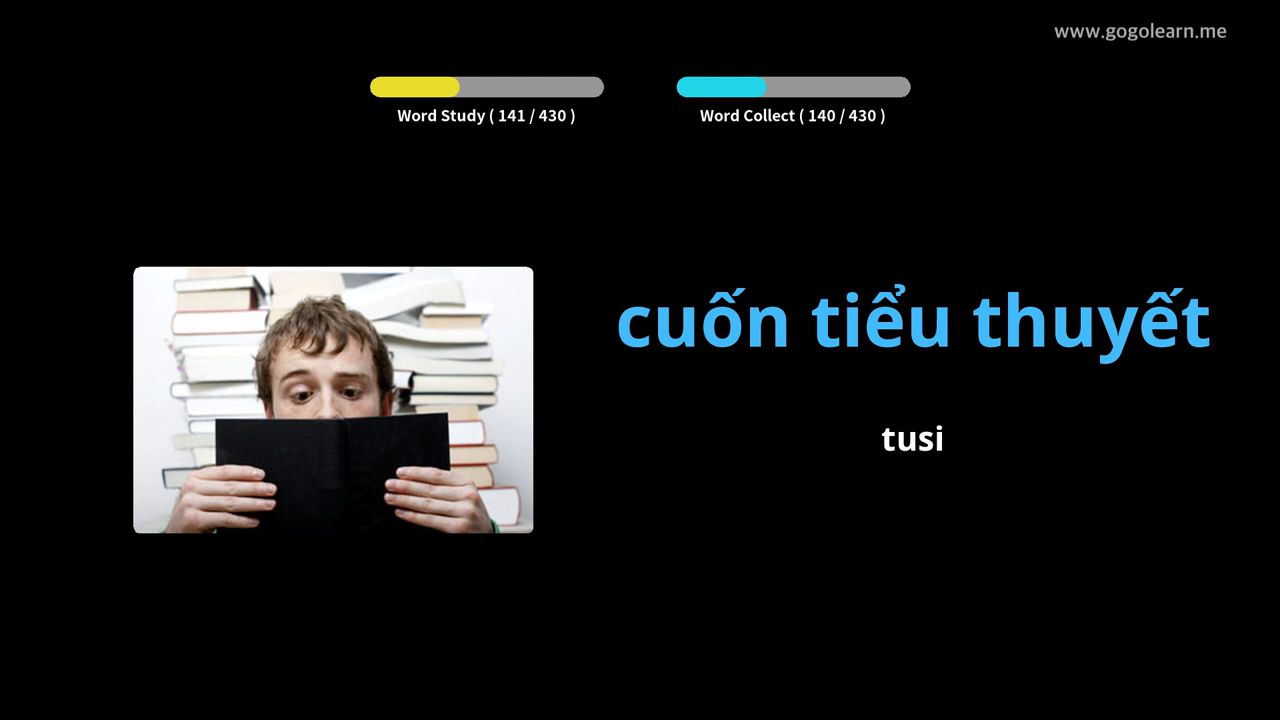 www.gogolearn.me
Word Study ( 141 / 430 )
Word Collect ( 140 / 430 )
cuốn tiểu thuyết
tusi